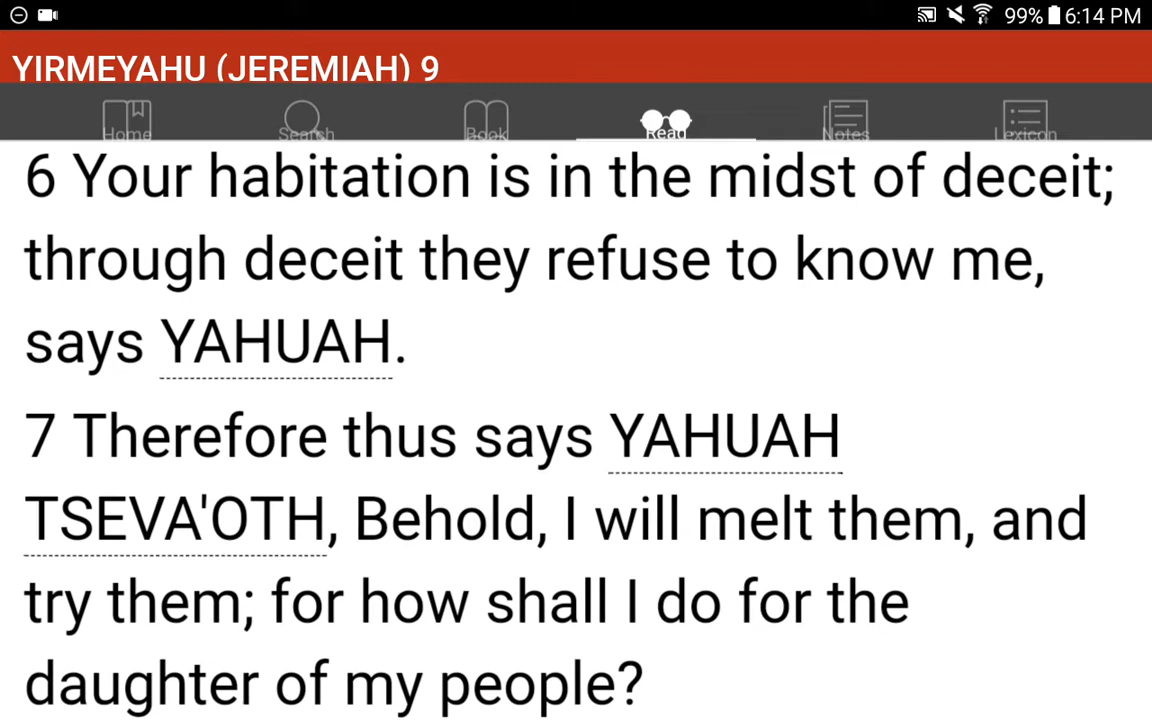 99% 6:14 PM
YIRMEYAHU (JEREMIAH) 9
Home Search Book Read Notes Lexicon
6 Your habitation is in the midst of deceit;
through deceit they refuse to know me,
says YAHUAH.
7 Therefore thus says YAHUAH
TSEVA'OTH, Behold, I will melt them, and
try them; for how shall I do for the
daughter of my people?